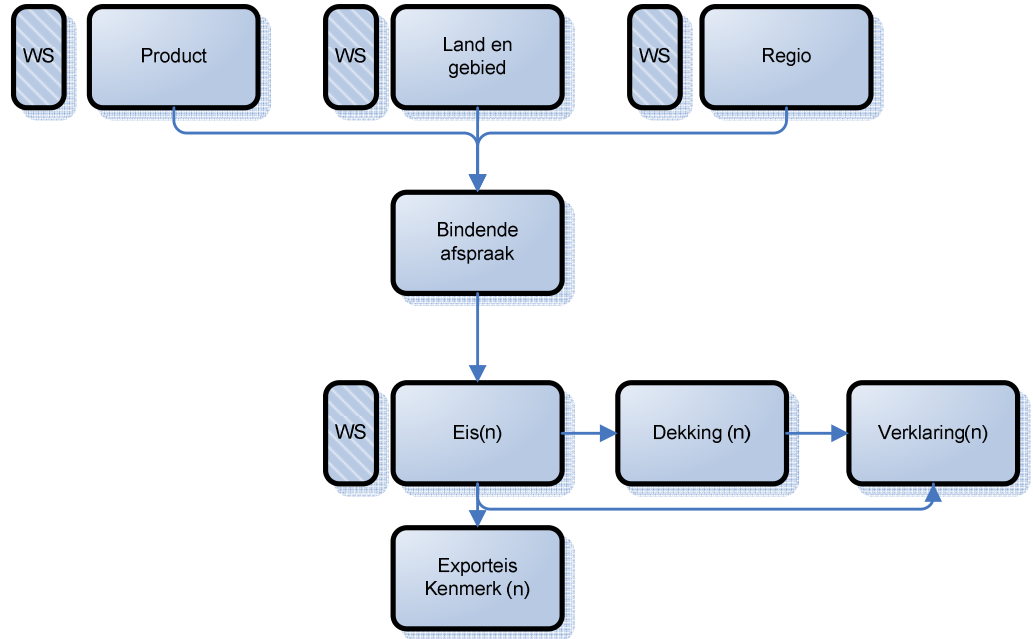 WS
Product
WS
Land en
gebied
WS
Regio
Bindende
afspraak
WS
Eis(n)
Dekking (n)
Verklaring(n)
Exporteis
Kenmerk (n)